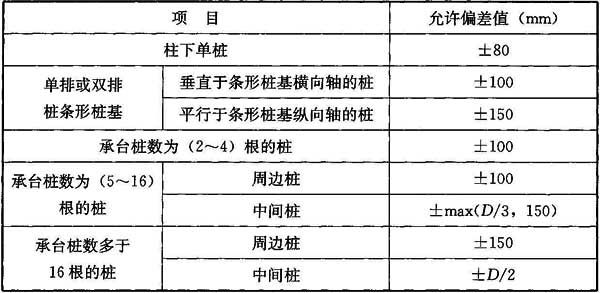 项 目 允许偏差值（mm）
柱下单桩 ±80
单排或双排
桩条形桩基
垂直于条形桩基横向轴的桩 ±100
平行于条形桩基纵向轴的桩 ±150
承台桩数为（2～4）根的桩 ±100
承台桩数为（5～16）
根的桩
周边桩 ±100
中间桩 ±max(D/3，150)
承台桩数多于
16根的桩
周边桩 ±150
中间桩 ±D/2